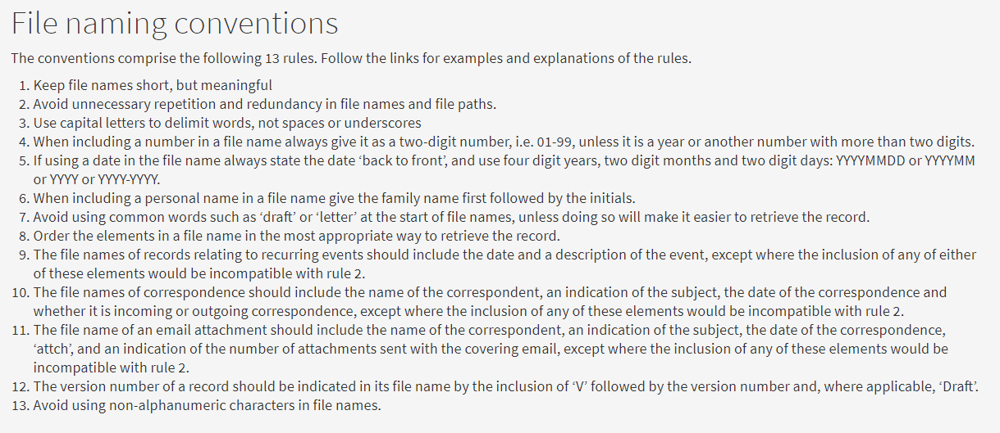 File naming conventions
The conventions comprise the following 13 rules. Follow the links for examples and explanations of the rules.
1. Keep file names short, but meaningful
2. Avoid unnecessary repetition and redundancy in file names and file paths.
3. Use capital letters to delimit words, not spaces or underscores
4. When including a number in a file name always give it as a two-digit number, i.e. 01-99, unless it is a year or another number with more than two digits.
5. If using a date in the file name always state the date ‘back to front’, and use four digit years, two digit months and two digit days: YYYYMMDD or YYYYMM
or YYYY or YYYY-YYYY.
6. When including a personal name in a file name give the family name first followed by the initials.
7. Avoid using common words such as ‘draft’ or ‘letter’ at the start of file names, unless doing so will make it easier to retrieve the record.
8. Order the elements in a file name in the most appropriate way to retrieve the record.
9. The file names of records relating to recurring events should include the date and a description of the event, except where the inclusion of any of either
of these elements would be incompatible with rule 2.
10. The file names of correspondence should include the name of the correspondent, an indication of the subject, the date of the correspondence and
whether it is incoming or outgoing correspondence, except where the inclusion of any of these elements would be incompatible with rule 2.
11. The file name of an email attachment should include the name of the correspondent, an indication of the subject, the date of the correspondence,
‘attch’, and an indication of the number of attachments sent with the covering email, except where the inclusion of any of these elements would be
incompatible with rule 2.
12. The version number of a record should be indicated in its file name by the inclusion of ‘V’ followed by the version number and, where applicable, ‘Draft’.
13. Avoid using non-alphanumeric characters in file names.